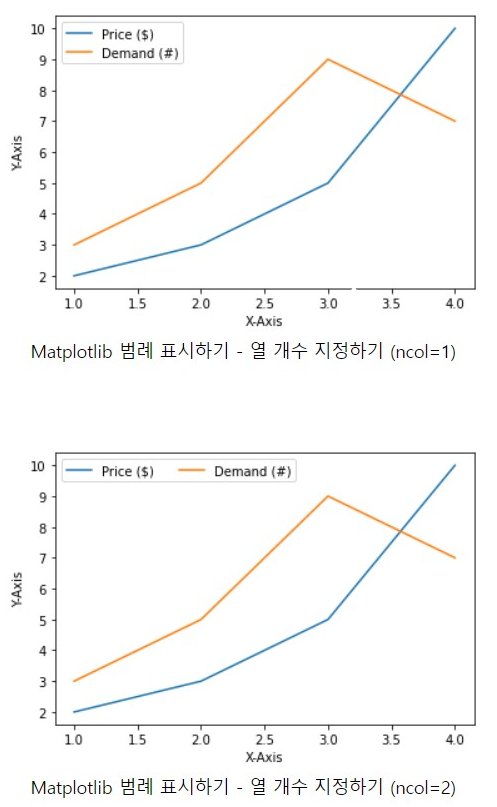 10
9
8
7
6
5
4
3
2
Y-Axis
Price ($)
Demand (#)
1.0 1.5 2.0 2.5 3.0 3.5 4.0
X-Axis
Matplotlib 범례 표시하기 - 열 개수 지정하기 (ncol=1)
10
9
8
7
6
5
4
3
2
Y-Axis
Price ($) Demand (#)
1.0 1.5 2.0 2.5 3.0 3.5 4.0
X-Axis
Matplotlib 범례 표시하기 - 열 개수 지정하기 (ncol=2)